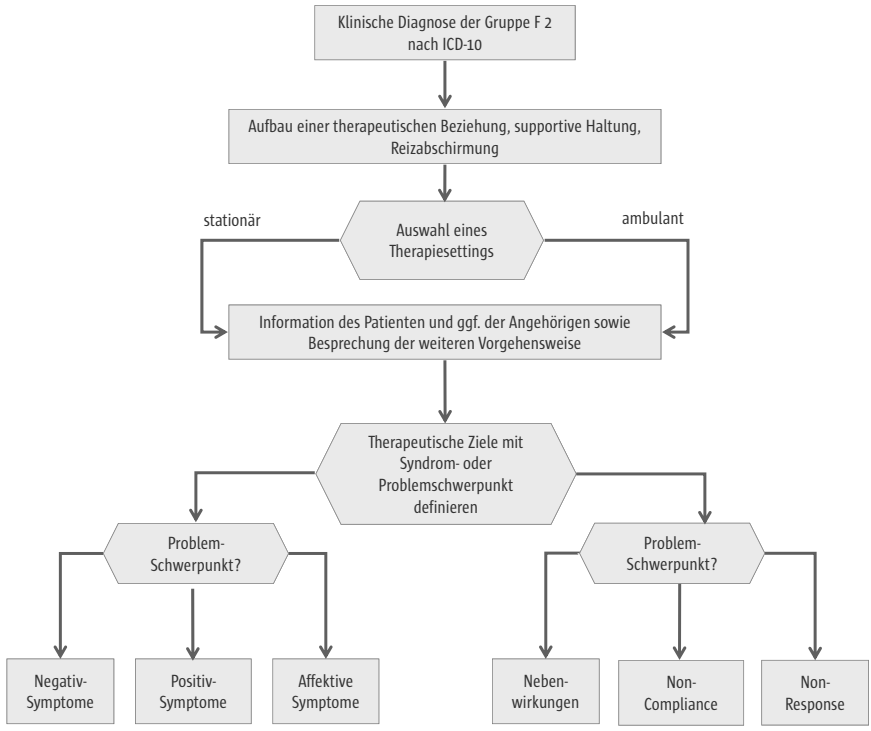 Klinische Diagnose der Gruppe F 2
nach ICD-10
Aufbau einer therapeutischen Beziehung, supportive Haltung,
Reizabschirmung
stationär
Auswahl eines
Therapiesettings
ambulant
Information des Patienten und ggf. der Angehörigen sowie
Besprechung der weiteren Vorgehensweise
Therapeutische Ziele mit
Syndrom- oder
Problemschwerpunkt
definieren
Problem-
Schwerpunkt?
Problem-
Schwerpunkt?
Negativ-
Symptome
Positiv-
Symptome
Affektive
Symptome
Neben-
wirkungen
Non-
Compliance
Non-
Response